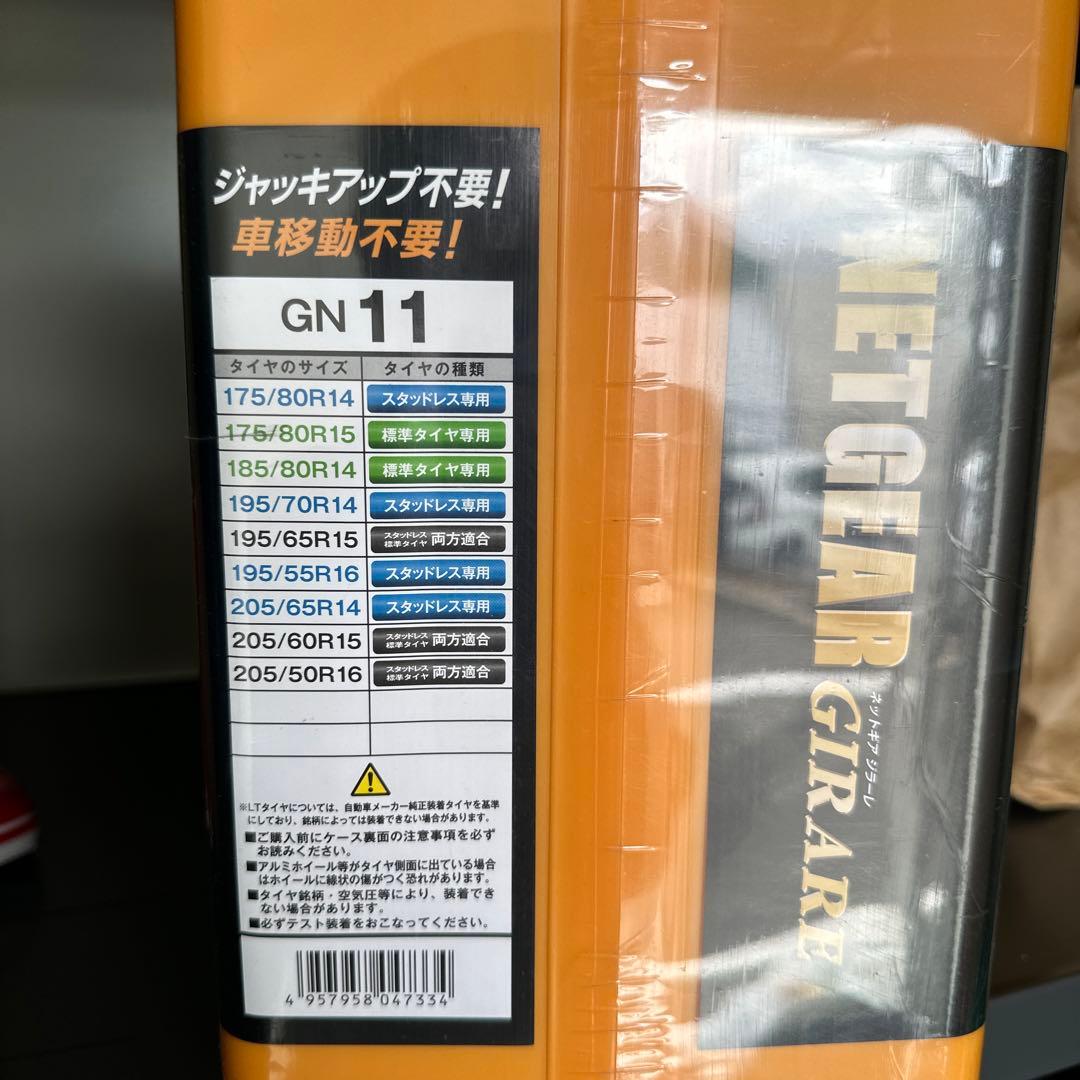 ジャッキアップ不要!
車移動不要!
GN 11
タイヤのサイズ タイヤの種類
175/80R14 スタッドレス専用
175/80R15 標準タイヤ専用
185/80R14 標準タイヤ専用
195/70R14 スタッドレス専用
195/65R15 スタッドレス 標準タイヤ 両方適合
195/55R16 スタッドレス専用
205/65R14 スタッドレス専用
205/60R15 スタッドレス 標準タイヤ 両方適合
205/50R16 スタッドレス 標準タイヤ 両方適合
※LTタイヤについては、自動車メーカー純正装着タイヤを基準
にしており、銘柄によっては装着できない場合があります。
■ご購入前にケース裏面の注意事項を必ず
お読みください。
■アルミホイール等がタイヤ側面に出ている場合
はホイールに線状の傷がつく恐れがあります。
■タイヤ銘柄・空気圧等により、装着でき
ない場合があります。
■必ずテスト装着をおこなってください。
4 957958 047334
NETGEAR GIRARE
ネットギア ジラーレ